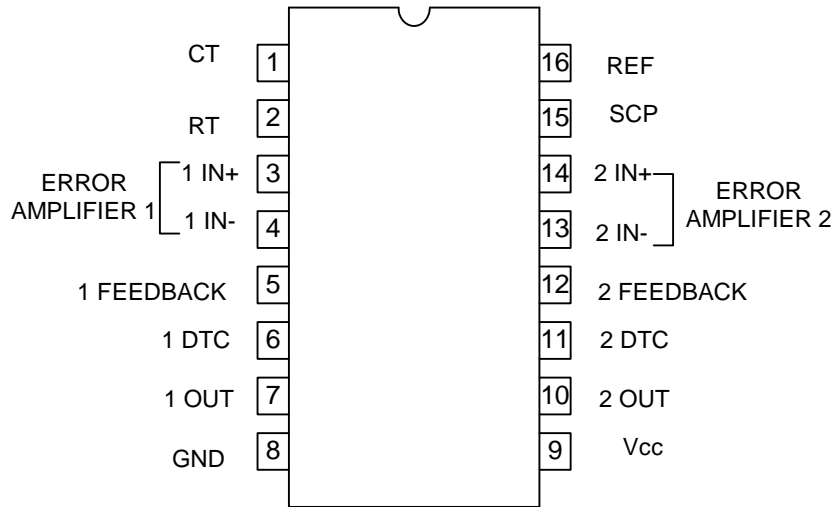 CT 1 16 REF
RT 2 15 SCP
ERROR AMPLIFIER 1 1 IN+ 3 14 2 IN+ ERROR AMPLIFIER 2
1 IN- 4 13 2 IN-
1 FEEDBACK 5 12 2 FEEDBACK
1 DTC 6 11 2 DTC
1 OUT 7 10 2 OUT
GND 8 9 Vcc